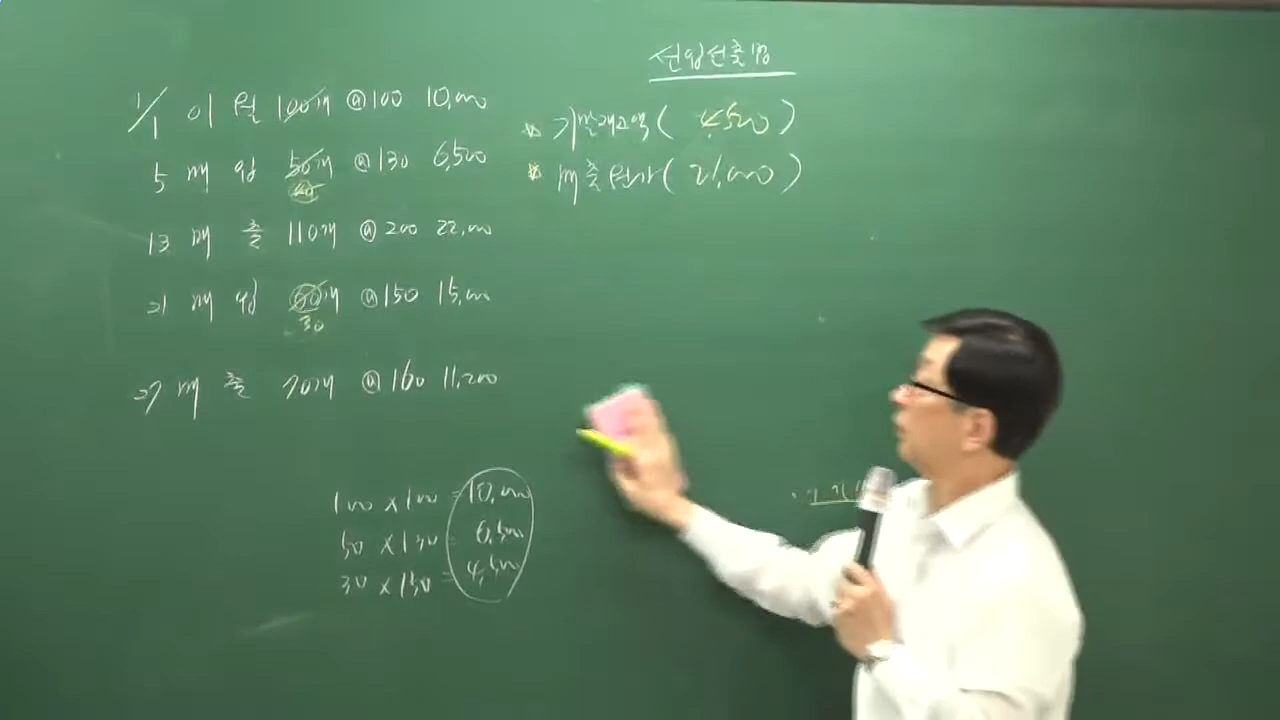 선입선출법
1/1 이월 100개 @100 10,000
기말재고액( 4,500 )
5 매입 50개 @130 6,500
40
매출원가( 21,000 )
13 매출 110개 @200 22,000
21 매입 @150 15,000
30
27 매출 70개 @160 11,200
100 × 100 = 10,000
50 × 130 = 6,500
30 × 150 = 4,500